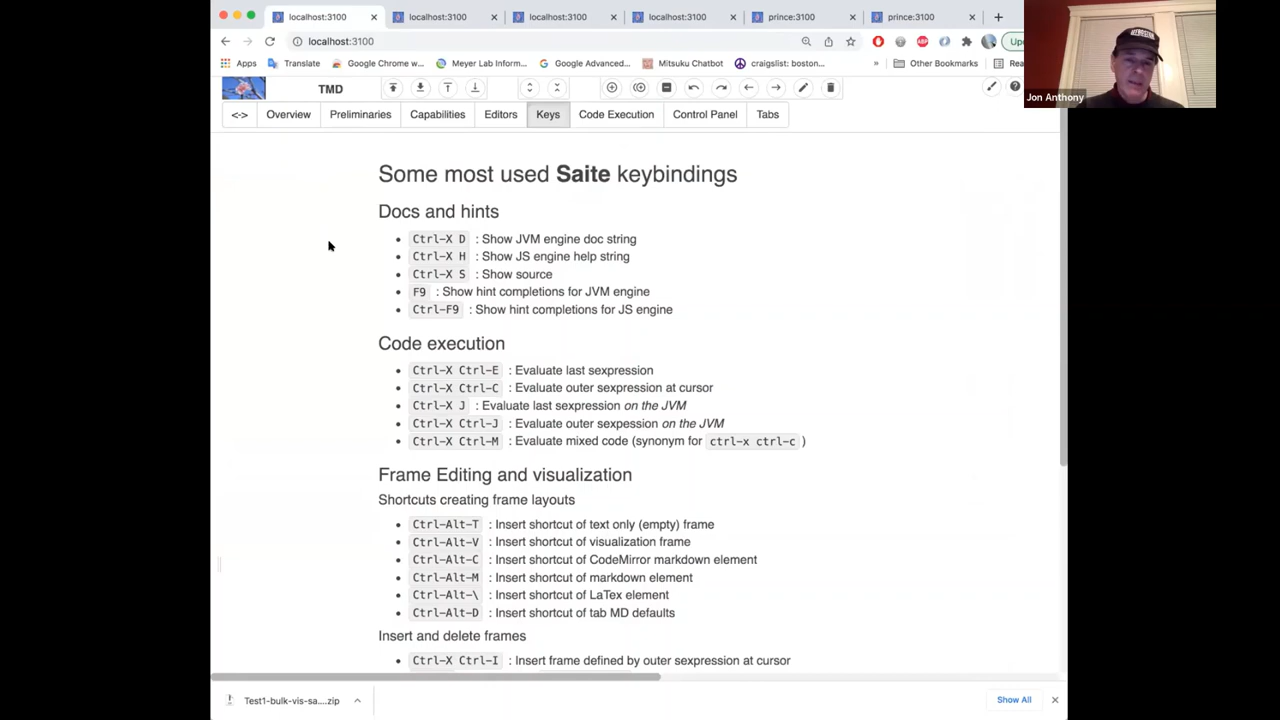 localhost:3100
localhost:3100
localhost:3100
localhost:3100
prince:3100
prince:3100
localhost:3100
Apps
Translate
Google Chrome w...
Meyer Lab Inform...
Google Advanced...
Mitsuku Chatbot
craigslist: boston...
Other Bookmarks
TMD
<-> Overview Preliminaries Capabilities Editors Keys Code Execution Control Panel Tabs
Jon Anthony
Some most used Saite keybindings
Docs and hints
Ctrl-X D : Show JVM engine doc string
Ctrl-X H : Show JS engine help string
Ctrl-X S : Show source
F9 : Show hint completions for JVM engine
Ctrl-F9 : Show hint completions for JS engine
Code execution
Ctrl-X Ctrl-E : Evaluate last sexpression
Ctrl-X Ctrl-C : Evaluate outer sexpression at cursor
Ctrl-X J : Evaluate last sexpression on the JVM
Ctrl-X Ctrl-J : Evaluate outer sexpession on the JVM
Ctrl-X Ctrl-M : Evaluate mixed code (synonym for ctrl-x ctrl-c )
Frame Editing and visualization
Shortcuts creating frame layouts
Ctrl-Alt-T : Insert shortcut of text only (empty) frame
Ctrl-Alt-V : Insert shortcut of visualization frame
Ctrl-Alt-C : Insert shortcut of CodeMirror markdown element
Ctrl-Alt-M : Insert shortcut of markdown element
Ctrl-Alt-\ : Insert shortcut of LaTex element
Ctrl-Alt-D : Insert shortcut of tab MD defaults
Insert and delete frames
Ctrl-X Ctrl-I : Insert frame defined by outer sexpression at cursor
Test1-bulk-vis-sa....zip
Show All